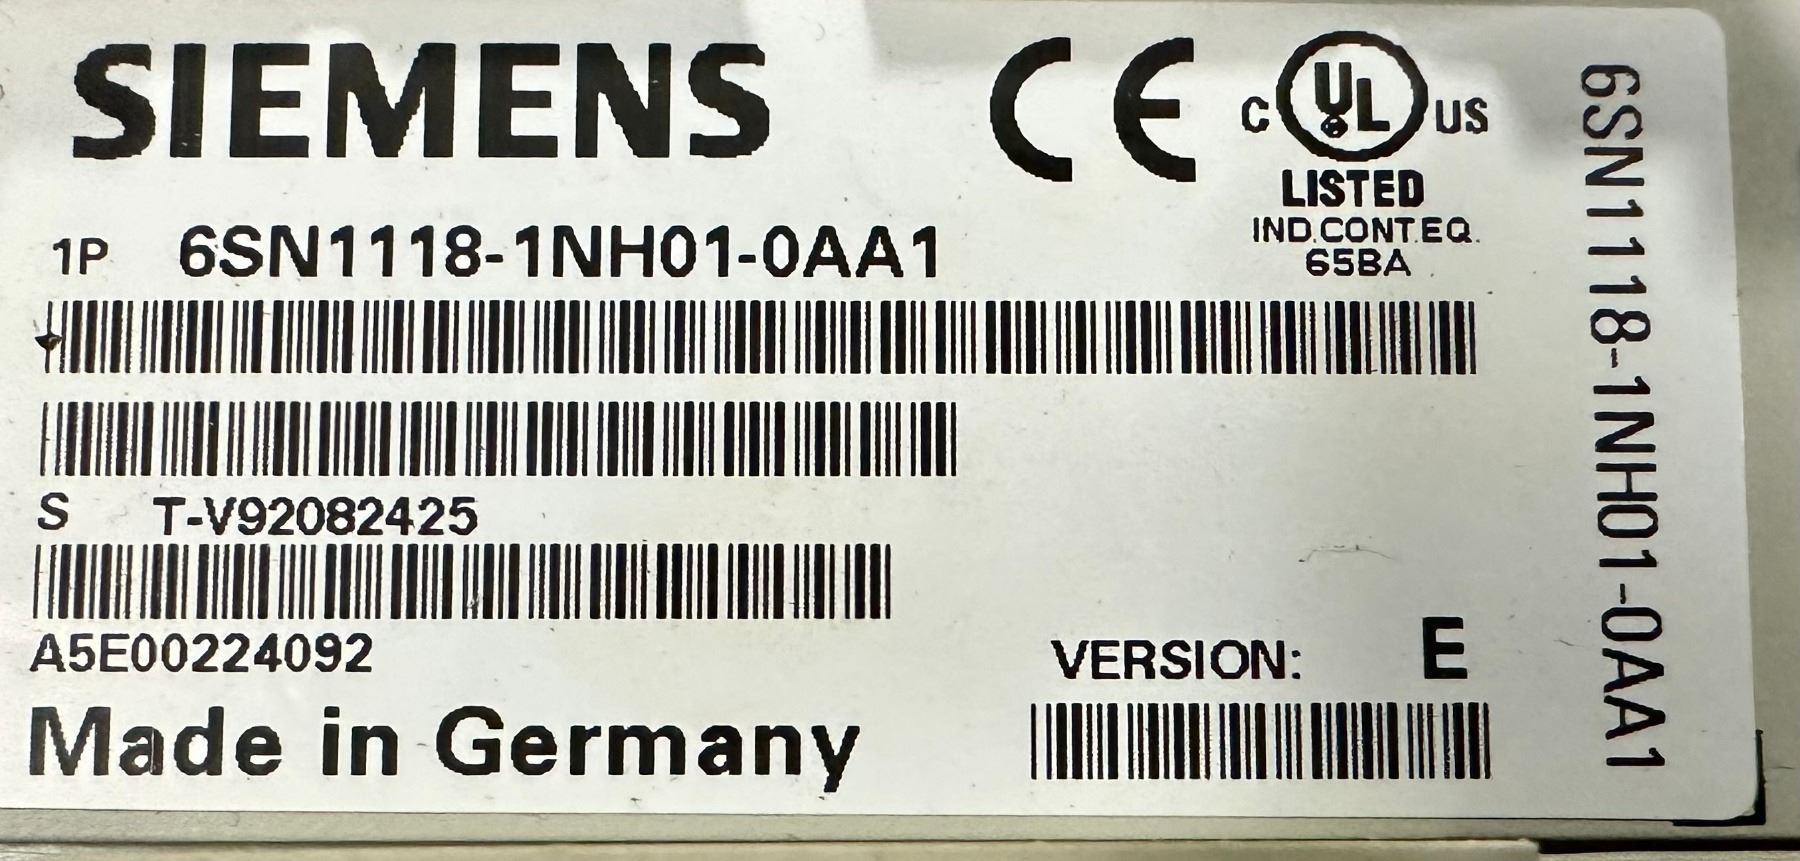 SIEMENS
CE
C UL US
LISTED
IND.CONT.EQ.
65BA
1P 6SN1118-1NH01-0AA1
S T-V92082425
A5E00224092
VERSION: E
Made in Germany
6SN1118-1NH01-0AA1